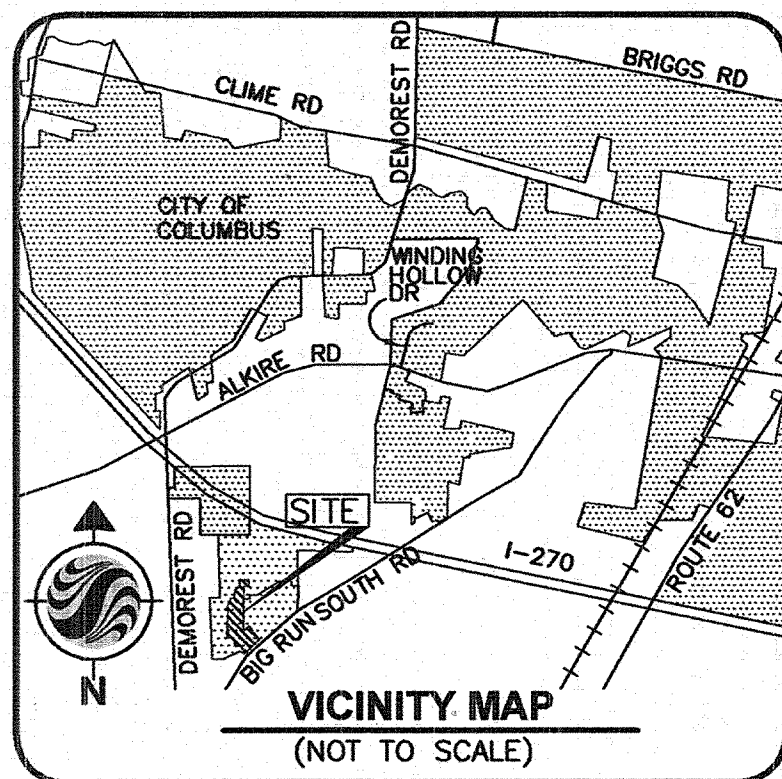 BRIGGS RD
CLIME RD
DEMOREST RD
CITY OF
COLUMBUS
WINDING
HOLLOW
DR
ALKIRE RD
SITE
I-270
ROUTE 62
DEMOREST RD
BIG RUN SOUTH RD
N
VICINITY MAP
(NOT TO SCALE)